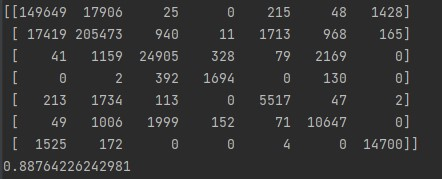 [[149649 17906 25 0 215 48 1428]
[ 17419 205473 940 11 1713 968 165]
[ 41 1159 24905 328 79 2169 0]
[ 0 2 392 1694 0 130 0]
[ 213 1734 113 0 5517 47 2]
[ 49 1006 1999 152 71 10647 0]
[ 1525 172 0 0 4 0 14700]]
0.88764226242981